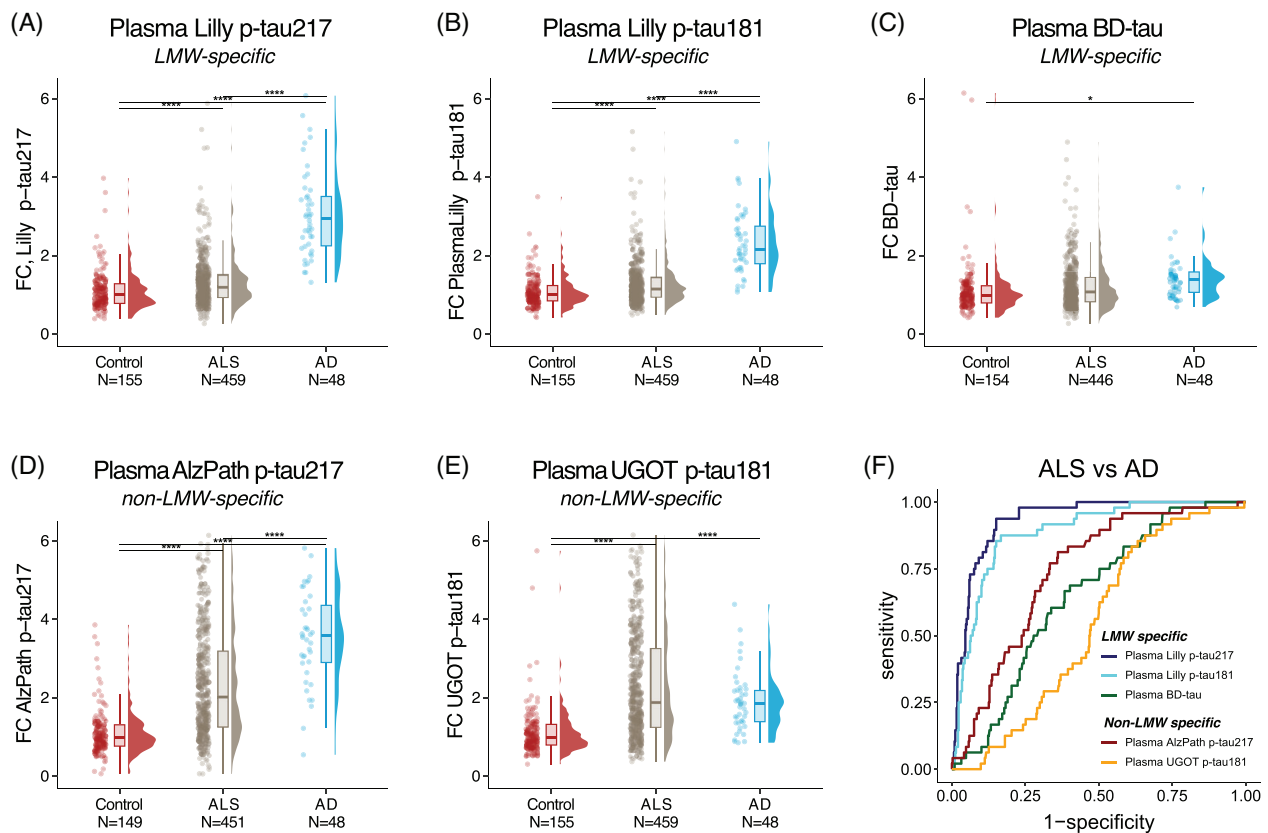 (A)
Plasma Lilly p-tau217
LMW-specific
FC, Lilly p-tau217
6
4
2
0
****
****
****
Control
N=155
ALS
N=459
AD
N=48
(B)
Plasma Lilly p-tau181
LMW-specific
FC PlasmaLilly p-tau181
6
4
2
0
****
****
****
Control
N=155
ALS
N=459
AD
N=48
(C)
Plasma BD-tau
LMW-specific
FC BD-tau
6
4
2
0
*
Control
N=154
ALS
N=446
AD
N=48
(D)
Plasma AlzPath p-tau217
non-LMW-specific
FC AlzPath p-tau217
6
4
2
0
****
****
****
Control
N=149
ALS
N=451
AD
N=48
(E)
Plasma UGOT p-tau181
non-LMW-specific
FC UGOT p-tau181
6
4
2
0
****
****
Control
N=155
ALS
N=459
AD
N=48
(F)
ALS vs AD
sensitivity
1.00
0.75
0.50
0.25
0.00
LMW specific
Plasma Lilly p-tau217
Plasma Lilly p-tau181
Plasma BD-tau
Non-LMW specific
Plasma AlzPath p-tau217
Plasma UGOT p-tau181
0.00
0.25
0.50
0.75
1.00
1−specificity